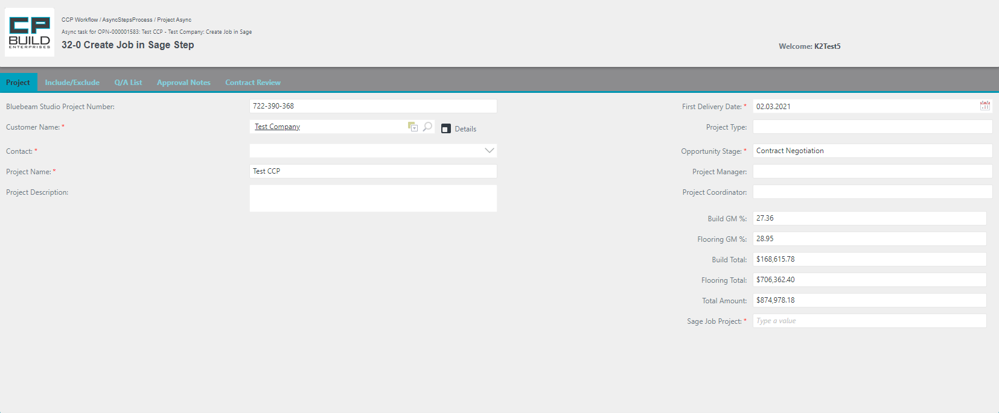 CP
BUILD
ENTERPRISES
CCP Workflow / AsyncStepsProcess / Project Async
Async task for OPN-000001583: Test CCP - Test Company: Create Job in Sage
32-0 Create Job in Sage Step
Welcome: K2Test5
Project Include/Exclude Q/A List Approval Notes Contract Review
Bluebeam Studio Project Number: 722-390-368
Customer Name: * Test Company Details
Contact: *
Project Name: * Test CCP
Project Description:
First Delivery Date: * 02.03.2021
Project Type:
Opportunity Stage: * Contract Negotiation
Project Manager:
Project Coordinator:
Build GM %: 27.36
Flooring GM %: 28.95
Build Total: $168,615.78
Flooring Total: $706,362.40
Total Amount: $874,978.18
Sage Job Project: * Type a value